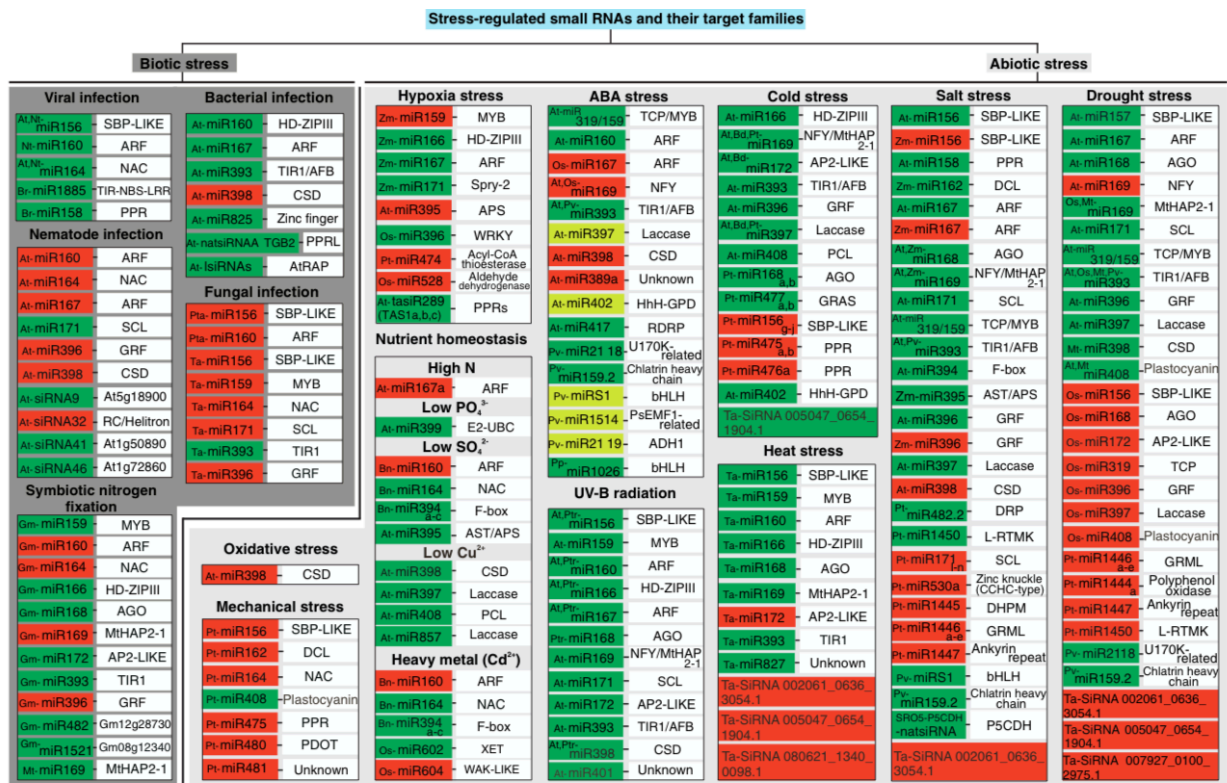 Stress-regulated small RNAs and their target families
Biotic stress
Abiotic stress
Viral infection
At,Nt-miR156 SBP-LIKE
Nt-miR160 ARF
At,Nt-miR164 NAC
Br-miR1885 TIR-NBS-LRR
Br-miR158 PPR
Nematode infection
At-miR160 ARF
At-miR164 NAC
At-miR167 ARF
At-miR171 SCL
At-miR396 GRF
At-miR398 CSD
At-siRNA9 At5g18900
At-siRNA32 RC/Helitron
At-siRNA41 At1g50890
At-siRNA46 At1g72860
Symbiotic nitrogen
fixation
Gm-miR159 MYB
Gm-miR160 ARF
Gm-miR164 NAC
Gm-miR166 HD-ZIPIII
Gm-miR168 AGO
Gm-miR169 MtHAP2-1
Gm-miR172 AP2-LIKE
Gm-miR393 TIR1
Gm-miR396 GRF
Gm-miR482 Gm12g28730
Gm-miR1521 Gm08g12340
Mt-miR169 MtHAP2-1
Bacterial infection
At-miR160 HD-ZIPIII
At-miR167 ARF
At-miR393 TIR1/AFB
At-miR398 CSD
At-miR825 Zinc finger
At-natsiRNAA TGB2 PPRL
At-lsiRNAs AtRAP
Fungal infection
Pta-miR156 SBP-LIKE
Pta-miR160 ARF
Ta-miR156 SBP-LIKE
Ta-miR159 MYB
Ta-miR164 NAC
Ta-miR171 SCL
Ta-miR393 TIR1
Ta-miR396 GRF
Oxidative stress
At-miR398 CSD
Mechanical stress
Pt-miR156 SBP-LIKE
Pt-miR162 DCL
Pt-miR164 NAC
Pt-miR408 Plastocyanin
Pt-miR475 PPR
Pt-miR480 PDOT
Pt-miR481 Unknown
Hypoxia stress
Zm-miR159 MYB
Zm-miR166 HD-ZIPIII
Zm-miR167 ARF
Zm-miR171 Spry-2
At-miR395 APS
Os-miR396 WRKY
Pt-miR474 Acyl-CoA thioesterase
Os-miR528 Aldehyde dehydrogenase
At-tasiR289 (TAS1a,b,c) PPRs
Nutrient homeostasis
High N
At-miR167a ARF
Low PO₄³⁻
At-miR399 E2-UBC
Low SO₄²⁻
Bn-miR160 ARF
Bn-miR164 NAC
Bn-miR394 a-c F-box
At-miR395 AST/APS
Low Cu²⁺
At-miR398 CSD
At-miR397 Laccase
At-miR408 PCL
At-miR857 Laccase
Heavy metal (Cd²⁺)
Bn-miR160 ARF
Bn-miR164 NAC
Bn-miR394 a-c F-box
Os-miR602 XET
Os-miR604 WAK-LIKE
ABA stress
At-miR 319/159 TCP/MYB
At-miR160 ARF
Os-miR167 ARF
At,Os-miR169 NFY
At,Pv-miR393 TIR1/AFB
At-miR397 Laccase
At-miR398 CSD
At-miR389a Unknown
At-miR402 HhH-GPD
At-miR417 RDRP
Pv-miR21 18 U170K-related
Pv-miR159.2 Chlatrin heavy chain
Pv-miRS1 bHLH
Pv-miR1514 PsEMF1-related
Pv-miR21 19 ADH1
Pp-miR1026 bHLH
UV-B radiation
At,Ptr-miR156 SBP-LIKE
At-miR159 MYB
At,Ptr-miR160 ARF
At,Ptr-miR166 HD-ZIPIII
At,Ptr-miR167 ARF
Ptr-miR168 AGO
At-miR169 NFY/MtHAP 2-1
At-miR171 SCL
At-miR172 AP2-LIKE
At-miR393 TIR1/AFB
At,Ptr-miR398 CSD
At-miR401 Unknown
Cold stress
At-miR166 HD-ZIPIII
At,Bd,Pt-miR169 NFY/MtHAP 2-1
At,Bd-miR172 AP2-LIKE
At-miR393 TIR1/AFB
At-miR396 GRF
At,Bd,Pt-miR397 Laccase
At-miR408 PCL
Pt-miR168 a,b AGO
Pt-miR477 a,b GRAS
Pt-miR156 g-j SBP-LIKE
Pt-miR475 a,b PPR
Pt-miR476a PPR
At-miR402 HhH-GPD
Ta-SiRNA 005047_0654_
1904.1
Heat stress
Ta-miR156 SBP-LIKE
Ta-miR159 MYB
Ta-miR160 ARF
Ta-miR166 HD-ZIPIII
Ta-miR168 AGO
Ta-miR169 MtHAP2-1
Ta-miR172 AP2-LIKE
Ta-miR393 TIR1
Ta-miR827 Unknown
Ta-SiRNA 002061_0636_
3054.1
Ta-SiRNA 005047_0654_
1904.1
Ta-SiRNA 080621_1340_
0098.1
Salt stress
At-miR156 SBP-LIKE
Zm-miR156 SBP-LIKE
At-miR158 PPR
Zm-miR162 DCL
At-miR167 ARF
Zm-miR167 ARF
At,Zm-miR168 AGO
At,Zm-miR169 NFY/MtHAP 2-1
At-miR171 SCL
At-miR 319/159 TCP/MYB
At,Pv-miR393 TIR1/AFB
At-miR394 F-box
Zm-miR395 AST/APS
At-miR396 GRF
Zm-miR396 GRF
At-miR397 Laccase
At-miR398 CSD
Pt-miR482.2 DRP
Pt-miR1450 L-RTMK
Pt-miR171 l-n SCL
Pt-miR530a Zinc knuckle (CCHC-type)
Pt-miR1445 DHPM
Pt-miR1446 a-e GRML
Pt-miR1447 Ankyrin repeat
Pv-miRS1 bHLH
Pv-miR159.2 Chlatrin heavy chain
SRO5-P5CDH -natsiRNA P5CDH
Ta-SiRNA 002061_0636_
3054.1
Drought stress
At-miR157 SBP-LIKE
At-miR167 ARF
At-miR168 AGO
At-miR169 NFY
Os,Mt-miR169 MtHAP2-1
At-miR171 SCL
At-miR 319/159 TCP/MYB
At,Os,Mt,Pv-miR393 TIR1/AFB
At-miR396 GRF
At-miR397 Laccase
Mt-miR398 CSD
At,Mt miR408 Plastocyanin
Os-miR156 SBP-LIKE
Os-miR168 AGO
Os-miR172 AP2-LIKE
Os-miR319 TCP
Os-miR396 GRF
Os-miR397 Laccase
Os-miR408 Plastocyanin
Pt-miR1446 a-e GRML
Pt-miR1444 a Polyphenol oxidase
Pt-miR1447 Ankyrin repeat
Pt-miR1450 L-RTMK
Pv-miR2118 U170K-related
Pv-miR159.2 Chlatrin heavy chain
Ta-SiRNA 002061_0636_
3054.1
Ta-SiRNA 005047_0654_
1904.1
Ta-SiRNA 007927_0100_
2975.1